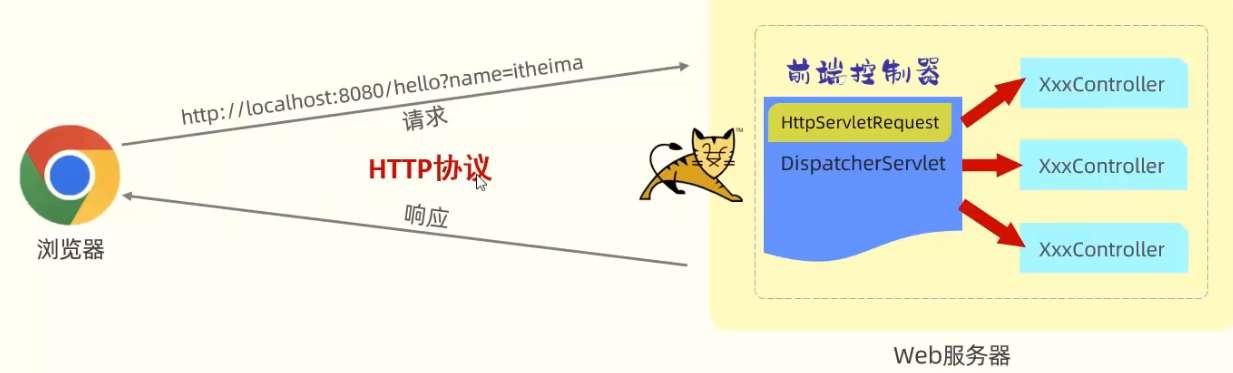 http://localhost:8080/hello?name=itheima
请求
HTTP协议
响应
浏览器
前端控制器
HttpServletRequest
DispatcherServlet
XxxController
XxxController
XxxController
TM
Web服务器